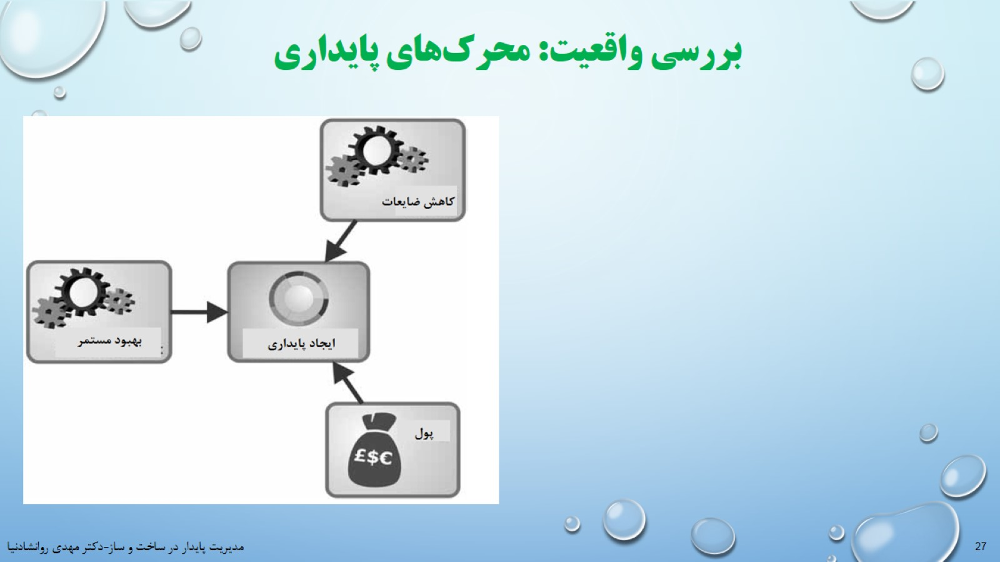 بررسی واقعیت: محرک‌های پایداری
کاهش ضایعات
بهبود مستمر
:
ایجاد پایداری
پول
£$€
مدیریت پایدار در ساخت و ساز-دکتر مهدی روانشادنیا
27